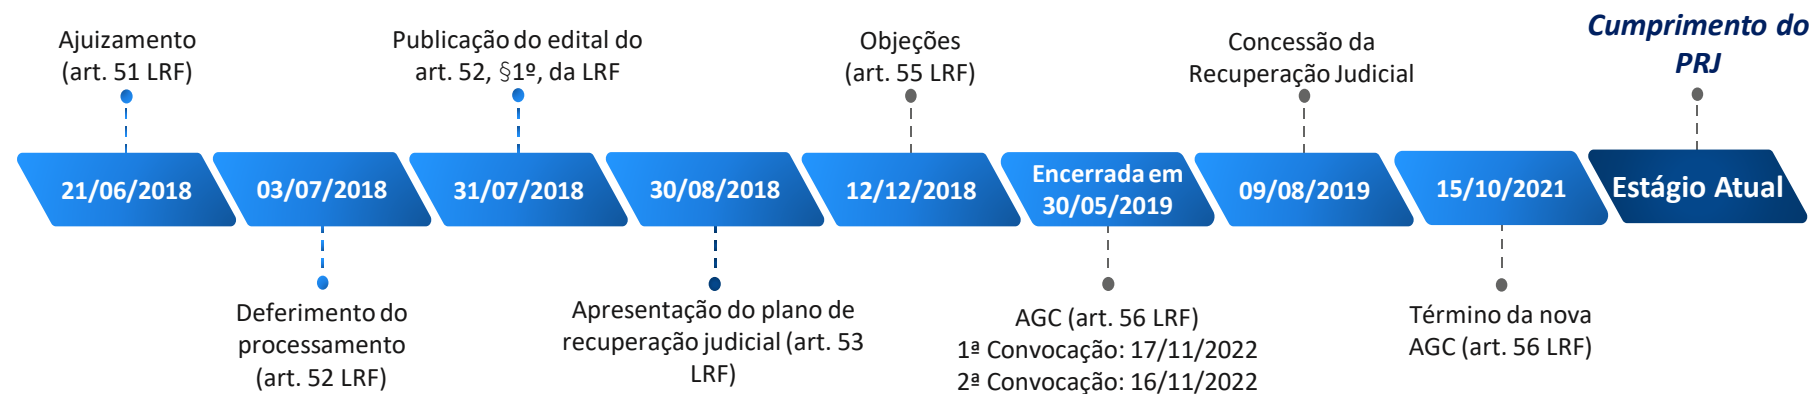 Ajuizamento
(art. 51 LRF)
Publicação do edital do
art. 52, §1º, da LRF
Objeções
(art. 55 LRF)
Concessão da
Recuperação Judicial
Cumprimento do
PRJ
21/06/2018
03/07/2018
31/07/2018
30/08/2018
12/12/2018
Encerrada em
30/05/2019
09/08/2019
15/10/2021
Estágio Atual
Deferimento do
processamento
(art. 52 LRF)
Apresentação do plano de
recuperação judicial (art. 53
LRF)
AGC (art. 56 LRF)
1ª Convocação: 17/11/2022
2ª Convocação: 16/11/2022
Término da nova
AGC (art. 56 LRF)